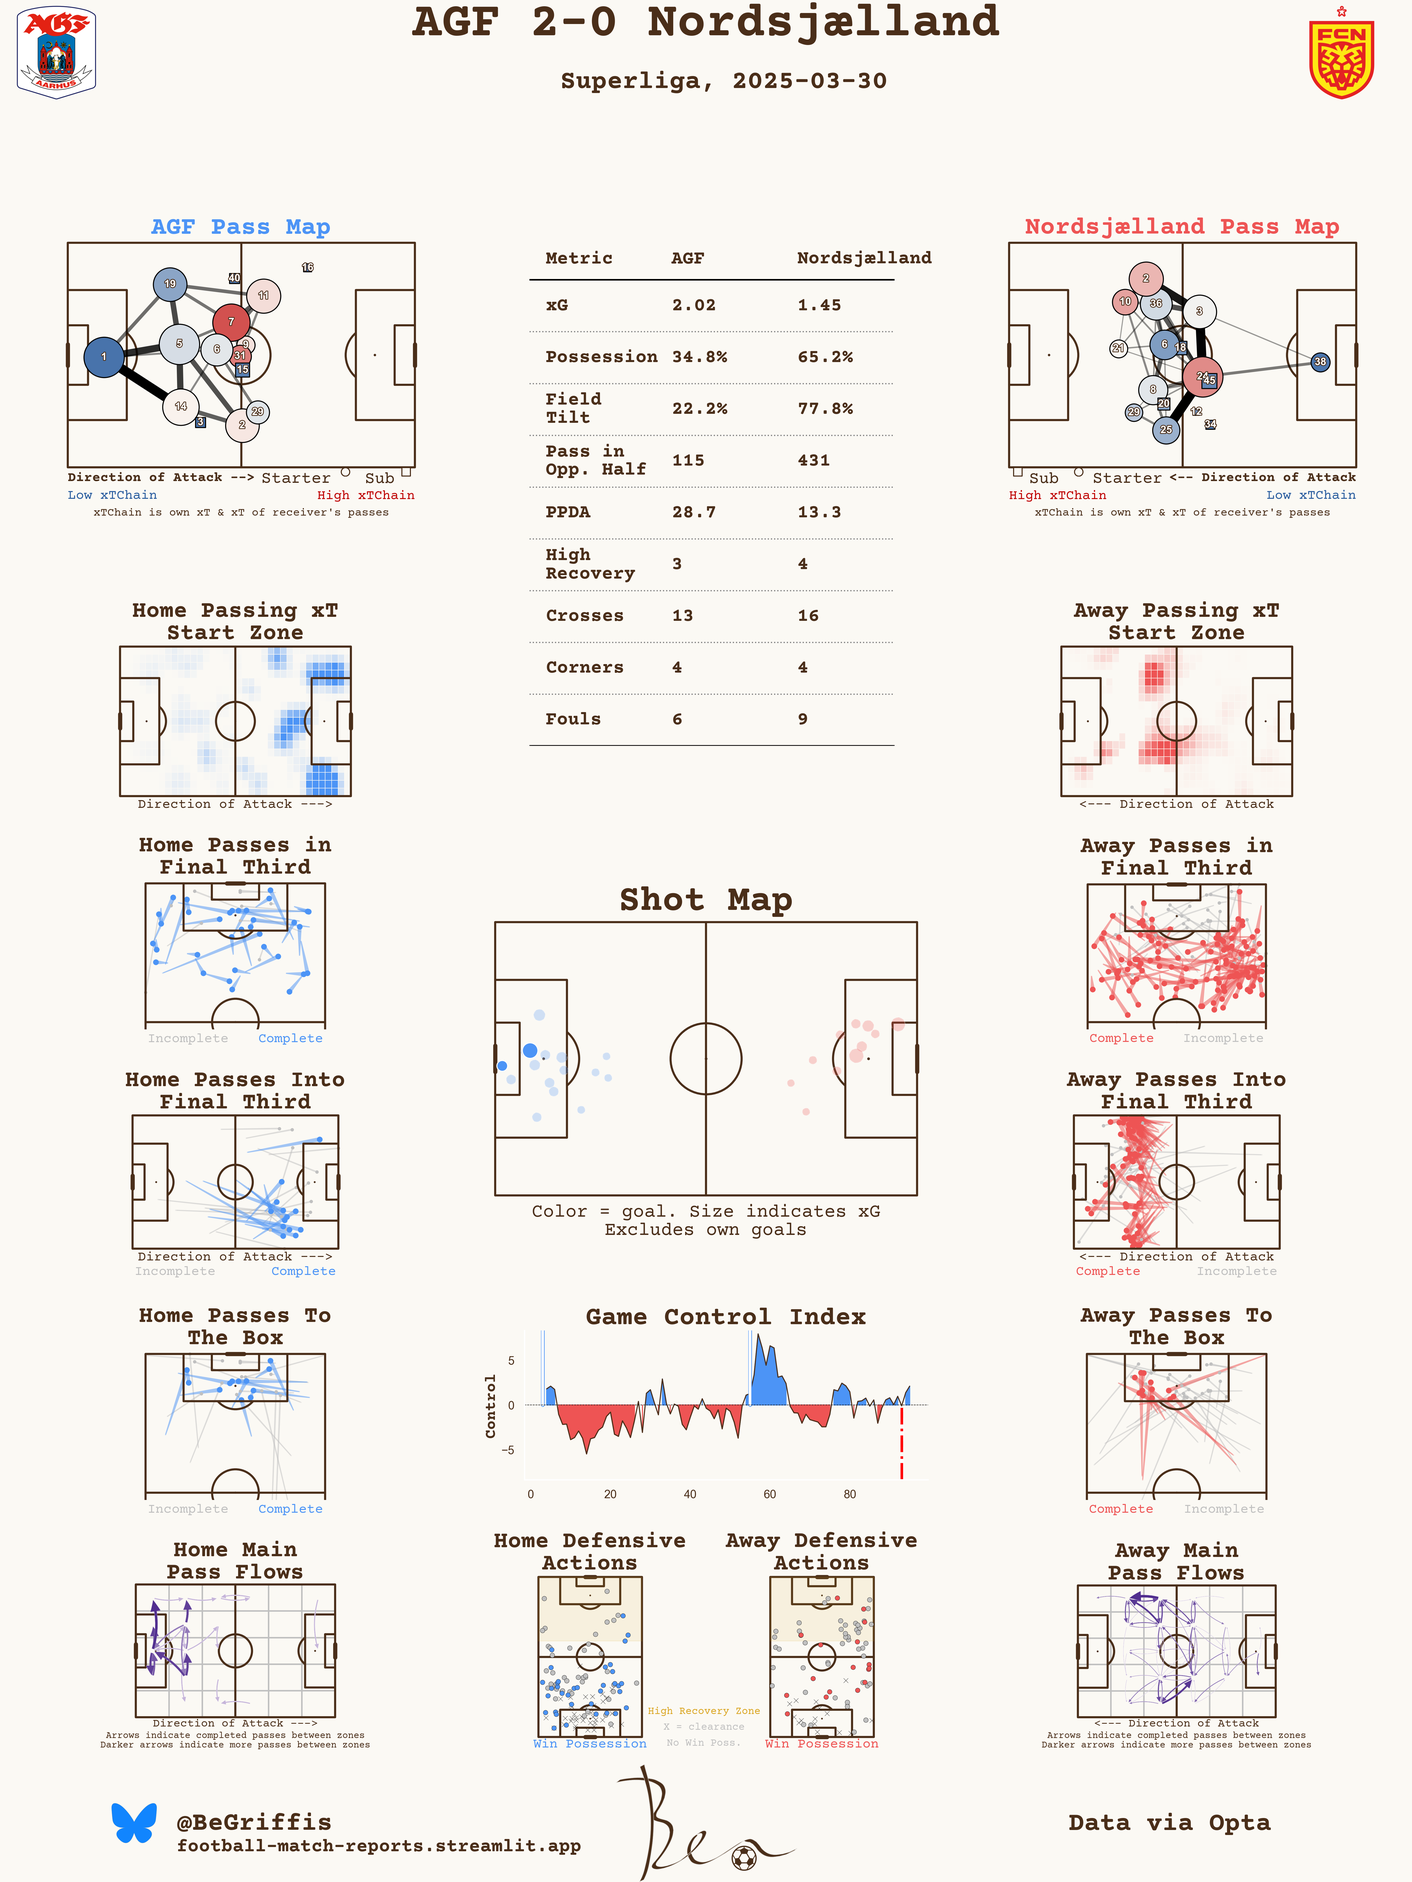 AGF 2-0 Nordsjælland
Superliga, 2025-03-30
AGF
AARHUS
FCN
AGF Pass Map
19
40
16
11
7
5
6
9
31
1
15
14
3
29
2
Direction of Attack --> Starter Sub
Low xTChain High xTChain
xTChain is own xT & xT of receiver's passes
Metric AGF Nordsjælland
xG 2.02 1.45
Possession 34.8% 65.2%
Field
Tilt 22.2% 77.8%
Pass in
Opp. Half 115 431
PPDA 28.7 13.3
High
Recovery 3 4
Crosses 13 16
Corners 4 4
Fouls 6 9
Nordsjælland Pass Map
2
10
36
3
21
6
18
38
24
45
8
20
29
12
34
25
Sub Starter <-- Direction of Attack
High xTChain Low xTChain
xTChain is own xT & xT of receiver's passes
Home Passing xT
Start Zone
Direction of Attack --->
Away Passing xT
Start Zone
<--- Direction of Attack
Home Passes in
Final Third
Incomplete Complete
Away Passes in
Final Third
Complete Incomplete
Shot Map
Color = goal. Size indicates xG
Excludes own goals
Home Passes Into
Final Third
Direction of Attack --->
Incomplete Complete
Away Passes Into
Final Third
<--- Direction of Attack
Complete Incomplete
Home Passes To
The Box
Incomplete Complete
Game Control Index
Control
5
0
−5
0 20 40 60 80
Away Passes To
The Box
Complete Incomplete
Home Main
Pass Flows
Direction of Attack --->
Arrows indicate completed passes between zones
Darker arrows indicate more passes between zones
Home Defensive
Actions
Win Possession
Away Defensive
Actions
Win Possession
High Recovery Zone
X = clearance
No Win Poss.
Away Main
Pass Flows
<--- Direction of Attack
Arrows indicate completed passes between zones
Darker arrows indicate more passes between zones
@BeGriffis
football-match-reports.streamlit.app
Ben
Data via Opta